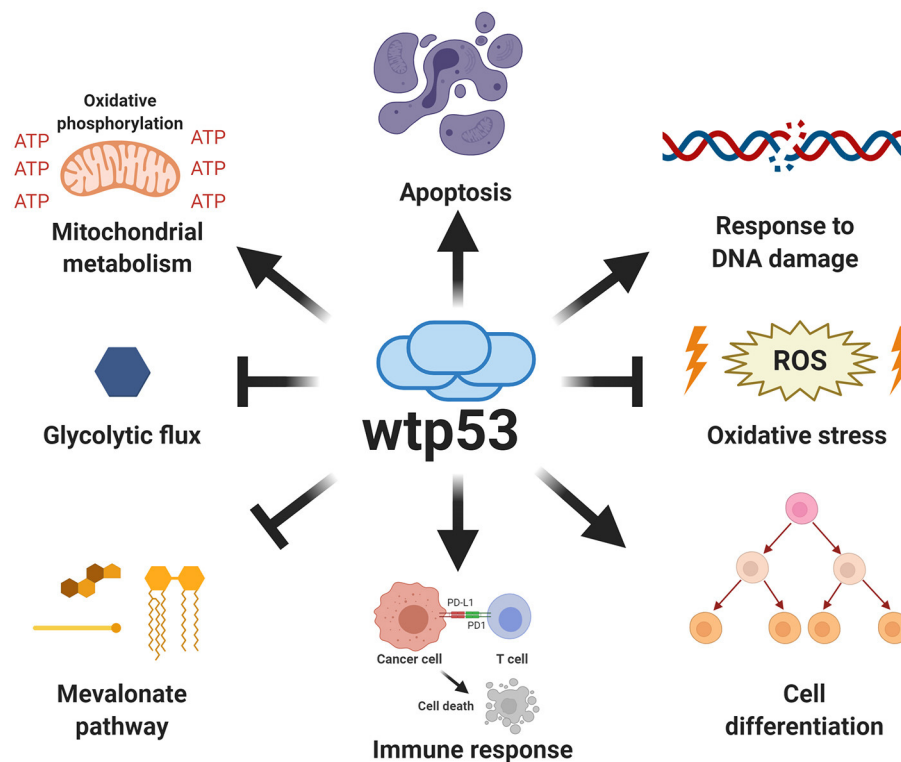 Oxidative
phosphorylation
ATP
ATP
ATP
ATP
ATP
ATP
Mitochondrial
metabolism
Apoptosis
Response to
DNA damage
Glycolytic flux
wtp53
ROS
Oxidative stress
Mevalonate
pathway
PD-L1
PD1
Cancer cell
T cell
Cell death
Immune response
Cell
differentiation